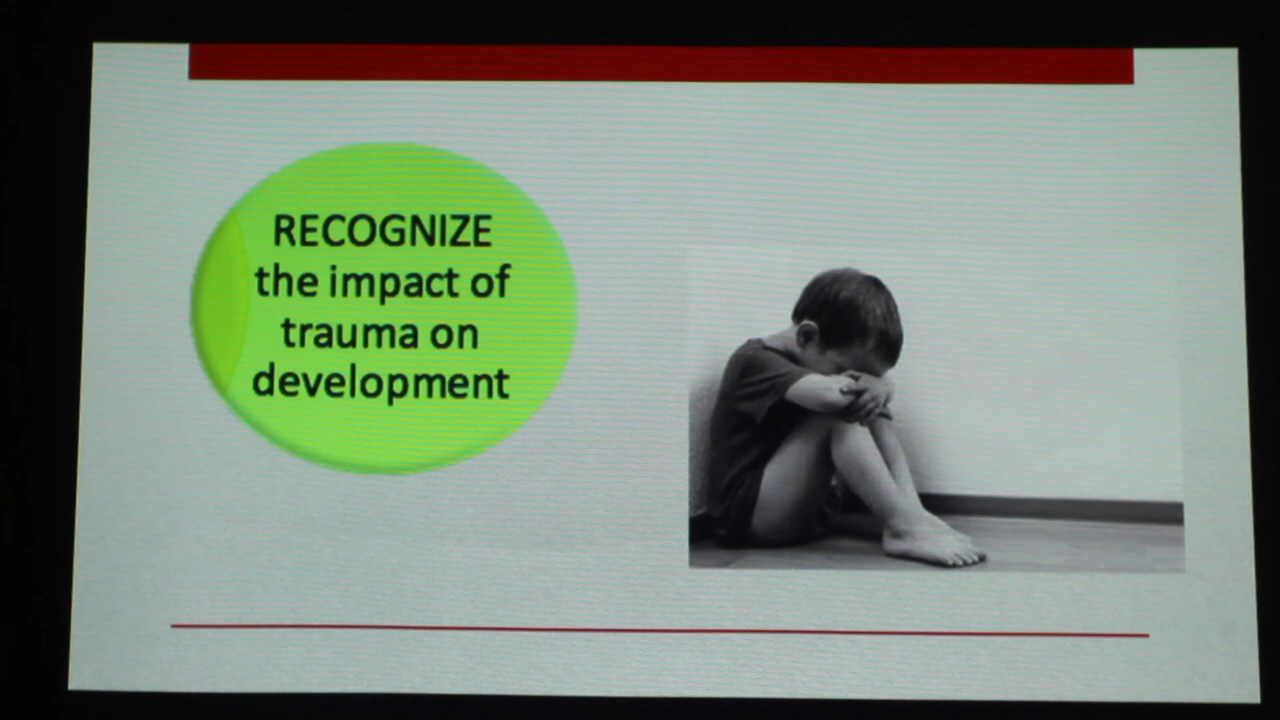 RECOGNIZE
the impact of
trauma on
development